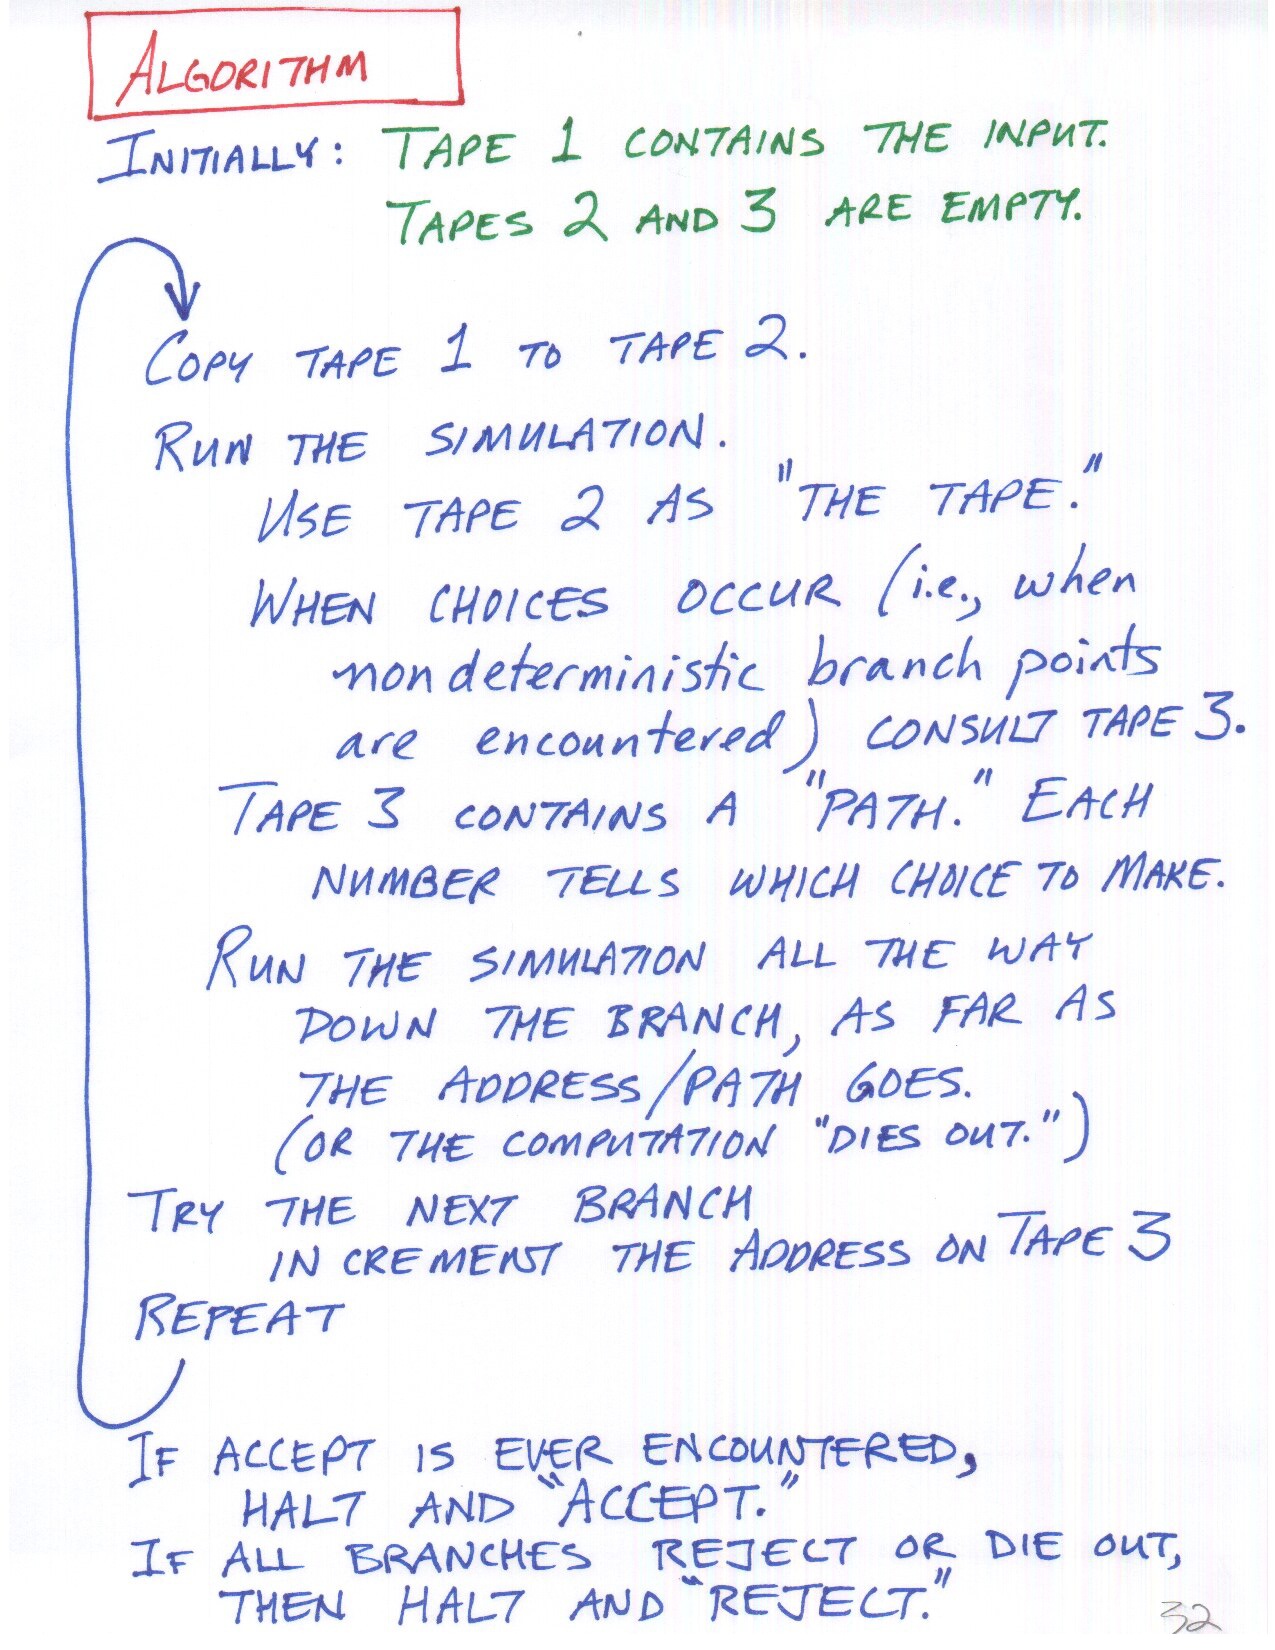 ALGORITHM
INITIALLY: TAPE 1 CONTAINS THE INPUT.
TAPES 2 AND 3 ARE EMPTY.
COPY TAPE 1 TO TAPE 2.
RUN THE SIMULATION.
USE TAPE 2 AS "THE TAPE."
WHEN CHOICES OCCUR (i.e., when
nondeterministic branch points
are encountered) CONSULT TAPE 3.
TAPE 3 CONTAINS A "PATH." EACH
NUMBER TELLS WHICH CHOICE TO MAKE.
RUN THE SIMULATION ALL THE WAY
DOWN THE BRANCH, AS FAR AS
THE ADDRESS/PATH GOES.
(OR THE COMPUTATION "DIES OUT.")
TRY THE NEXT BRANCH
INCREMENT THE ADDRESS ON TAPE 3
REPEAT
IF ACCEPT IS EVER ENCOUNTERED,
HALT AND "ACCEPT."
IF ALL BRANCHES REJECT OR DIE OUT,
THEN HALT AND "REJECT."
32